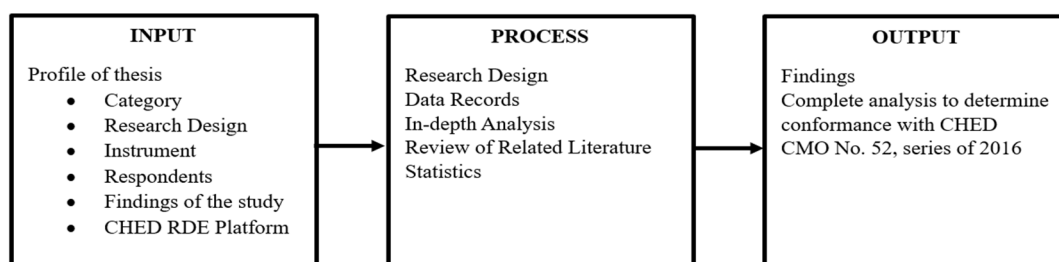 INPUT
Profile of thesis
• Category
• Research Design
• Instrument
• Respondents
• Findings of the study
• CHED RDE Platform
PROCESS
Research Design
Data Records
In-depth Analysis
Review of Related Literature
Statistics
OUTPUT
Findings
Complete analysis to determine
conformance with CHED
CMO No. 52, series of 2016